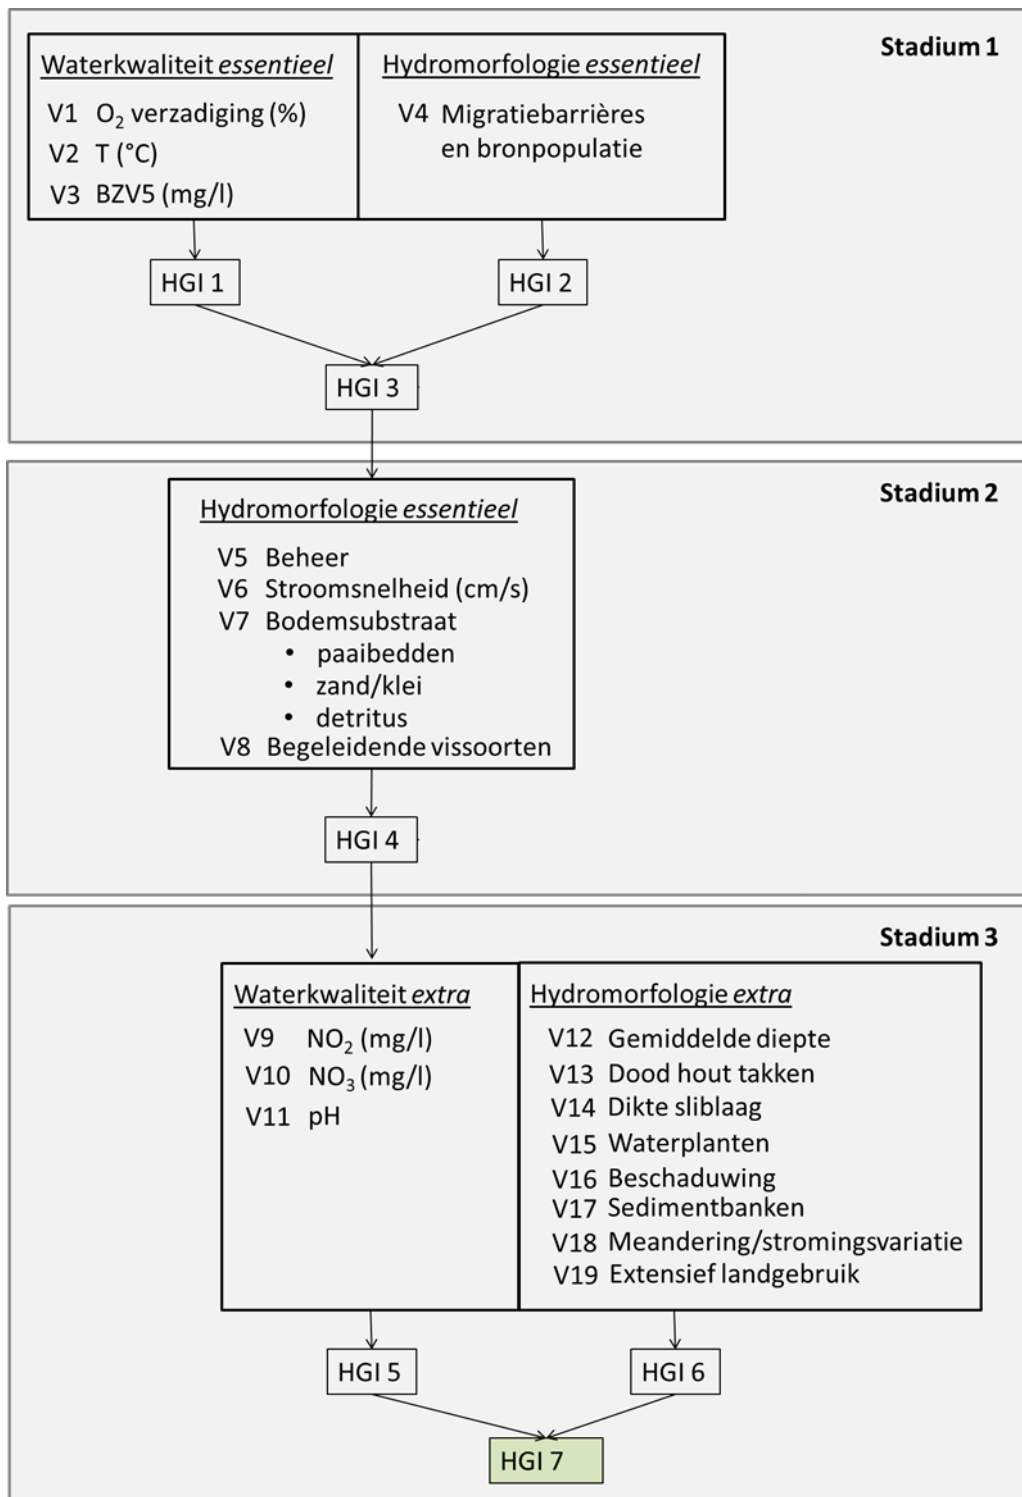 Stadium 1
Waterkwaliteit essentieel
V1 O₂ verzadiging (%)
V2 T (°C)
V3 BZV5 (mg/l)
Hydromorfologie essentieel
V4 Migratiebarrières
en bronpopulatie
HGI 1
HGI 2
HGI 3
Stadium 2
Hydromorfologie essentieel
V5 Beheer
V6 Stroomsnelheid (cm/s)
V7 Bodemsubstraat
• paaibedden
• zand/klei
• detritus
V8 Begeleidende vissoorten
HGI 4
Stadium 3
Waterkwaliteit extra
V9 NO₂ (mg/l)
V10 NO₃ (mg/l)
V11 pH
Hydromorfologie extra
V12 Gemiddelde diepte
V13 Dood hout takken
V14 Dikte sliblaag
V15 Waterplanten
V16 Beschaduwing
V17 Sedimentbanken
V18 Meandering/stromingsvariatie
V19 Extensief landgebruik
HGI 5
HGI 6
HGI 7